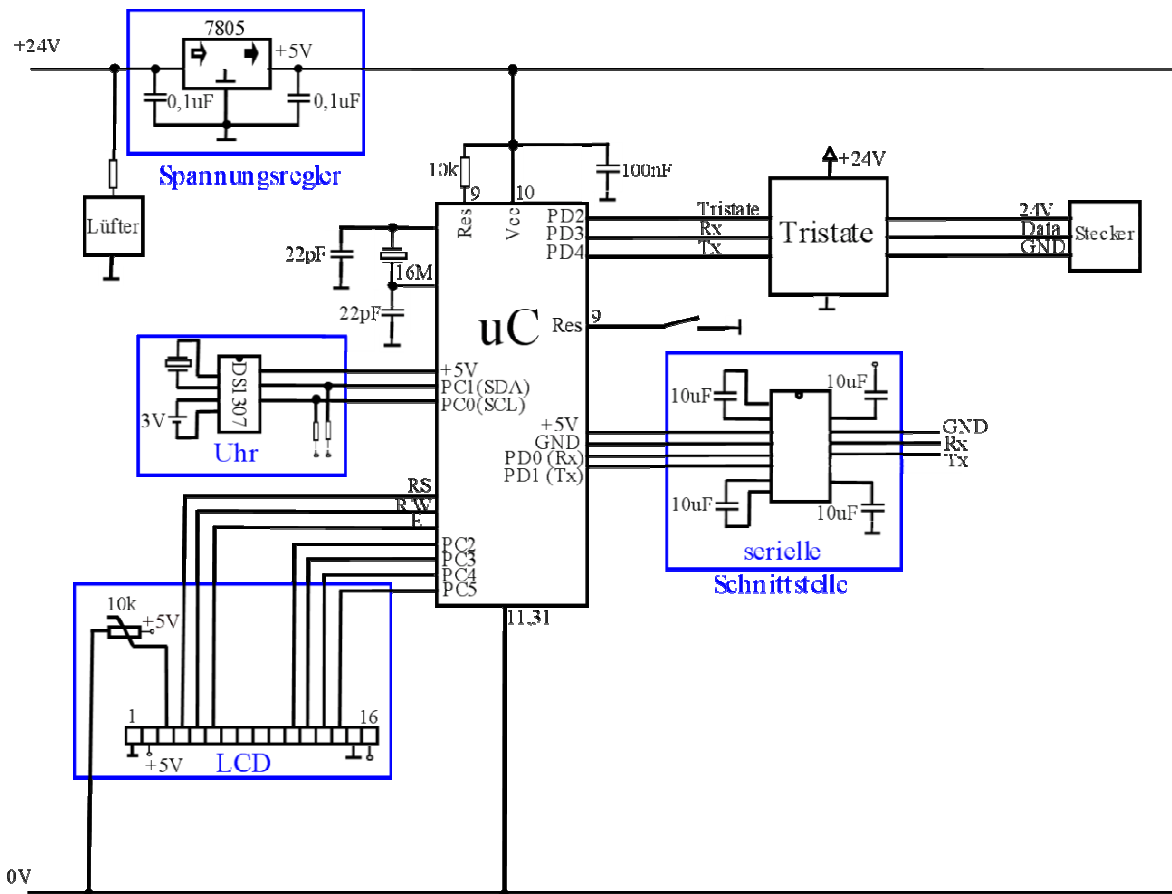 7805
+24V
+5V
0,1uF
0,1uF
Spannungsregler
Lüfter
10k
100nF
9
10
Res
Vcc
+24V
PD2
Tristate
PD3
Rx
PD4
Tx
Tristate
24V
Data
GND
Stecker
22pF
16M
22pF
uC
Res
9
DS1307
3V
Uhr
+5V
PC1(SDA)
PC0(SCL)
+5V
GND
PD0 (Rx)
PD1 (Tx)
10uF
10uF
10uF
10uF
GND
Rx
Tx
serielle
Schnittstelle
RS
R/W
E
PC2
PC3
PC4
PC5
11,31
10k
+5V
1
16
+5V
LCD
0V